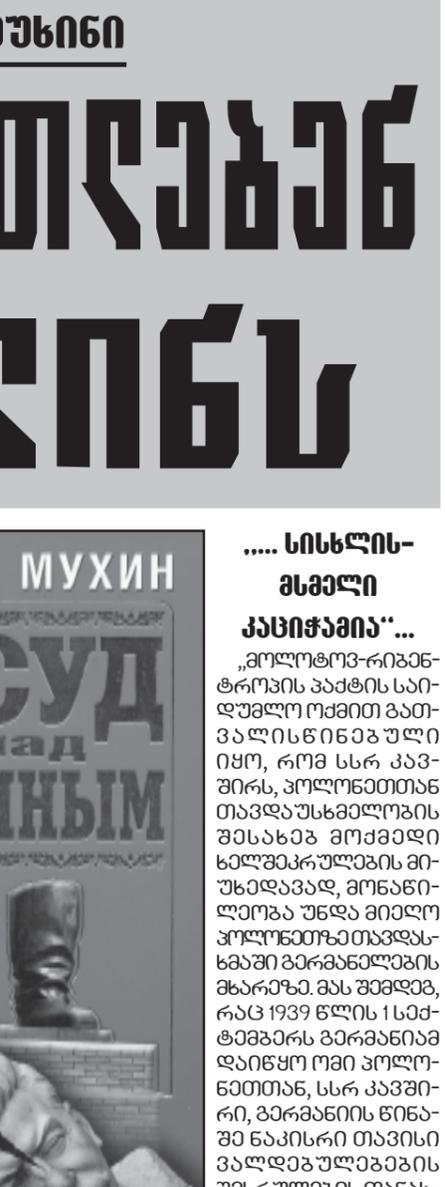 უხინი
თლებენ
ლინს
МУХИН
СУД
над
„... სისხლის-
მსმელი
კაციჭამია“...
„მოლოტოვ-რიბენ-
ტროპის პაქტის საი-
დუმლო ოქმით გათ-
ვალისწინებული
იყო, რომ სსრ კავ-
შირს, პოლონეთთან
თავდაუსხმელობის
შესახებ მოქმედი
ხელშეკრულების მი-
უხედავად, მონაწი-
ლეობა უნდა მიეღო
პოლონეთზე თავდას-
ხმაში გერმანელების
მხარეზე. მას შემდეგ,
რაც 1939 წლის 1 სექ-
ტემბერს გერმანიამ
დაიწყო ომი პოლო-
ნეთთან, სსრ კავში-
რი, გერმანიის წინა-
შე ნაკისრი თავისი
ვალდებულებების